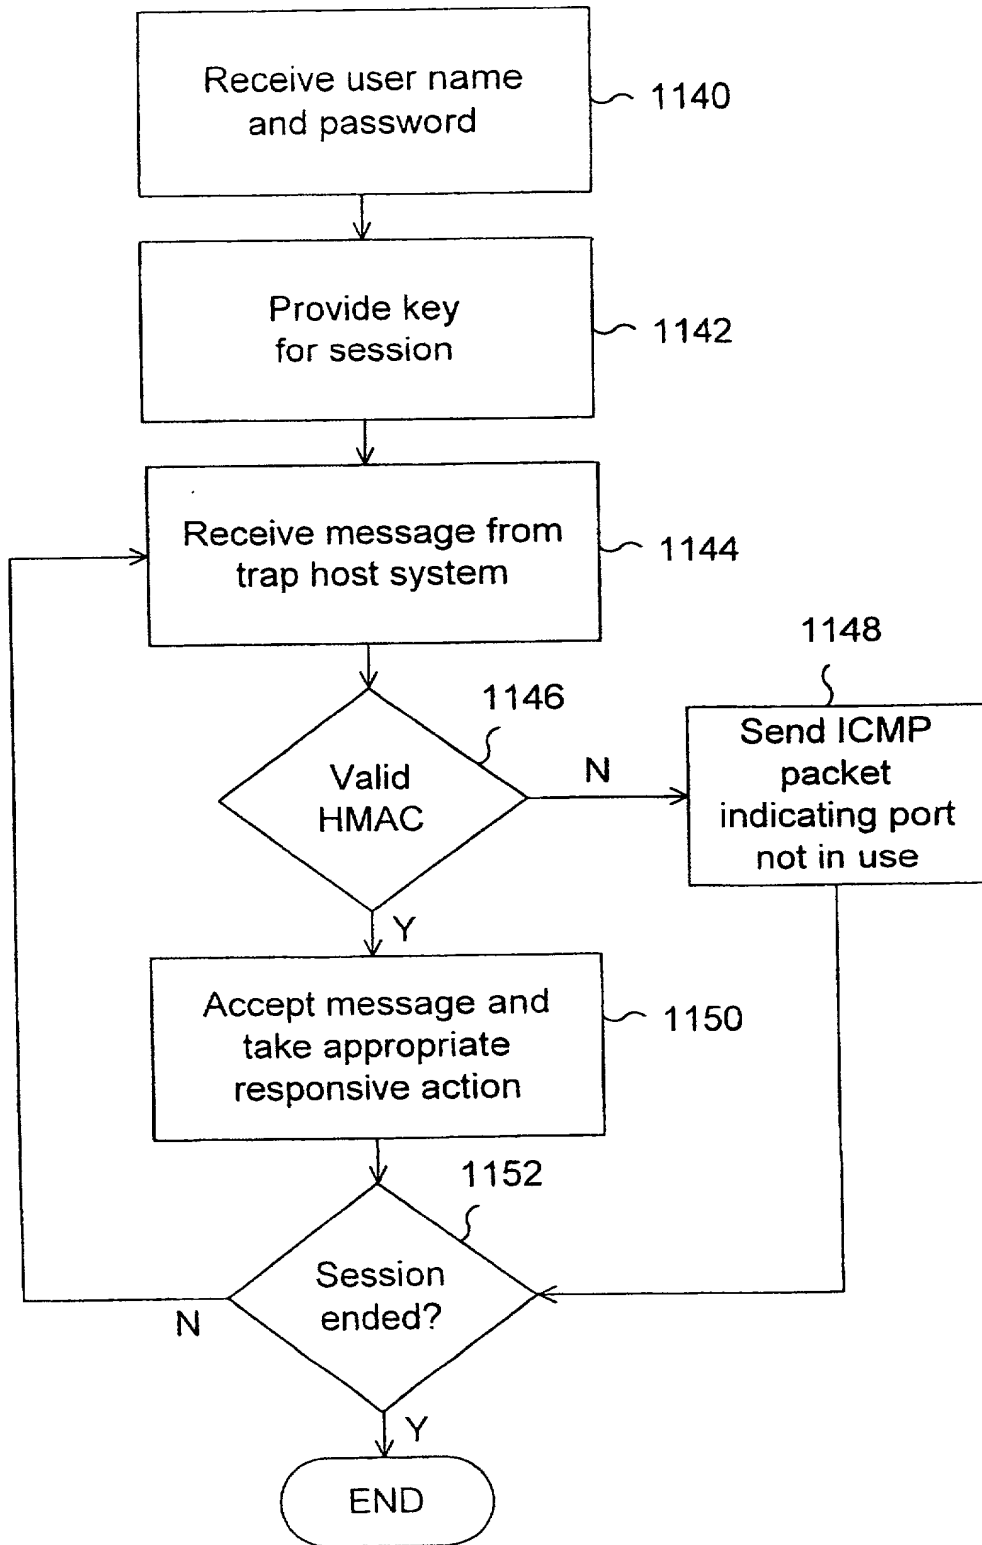 Receive user name
and password
1140
Provide key
for session
1142
Receive message from
trap host system
1144
1146
Valid
HMAC
N
1148
Send ICMP
packet
indicating port
not in use
Y
Accept message and
take appropriate
responsive action
1150
1152
Session
ended?
N
Y
END